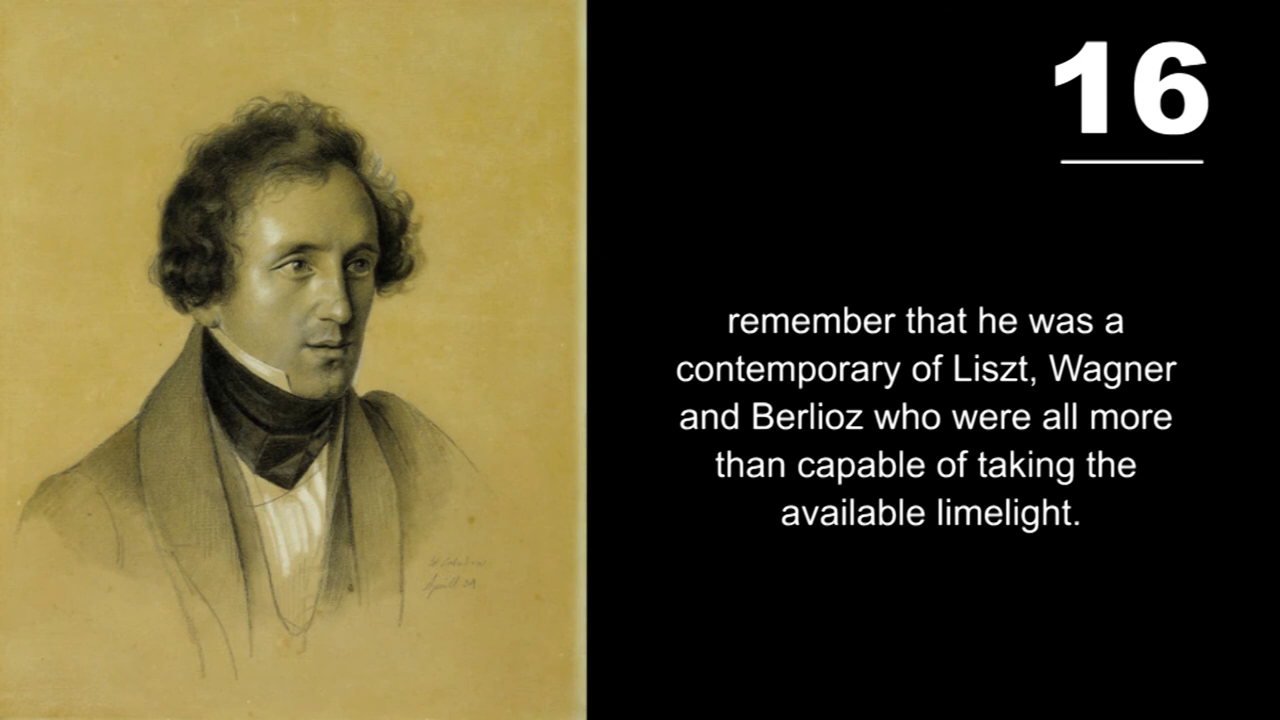 16
remember that he was a
contemporary of Liszt, Wagner
and Berlioz who were all more
than capable of taking the
available limelight.